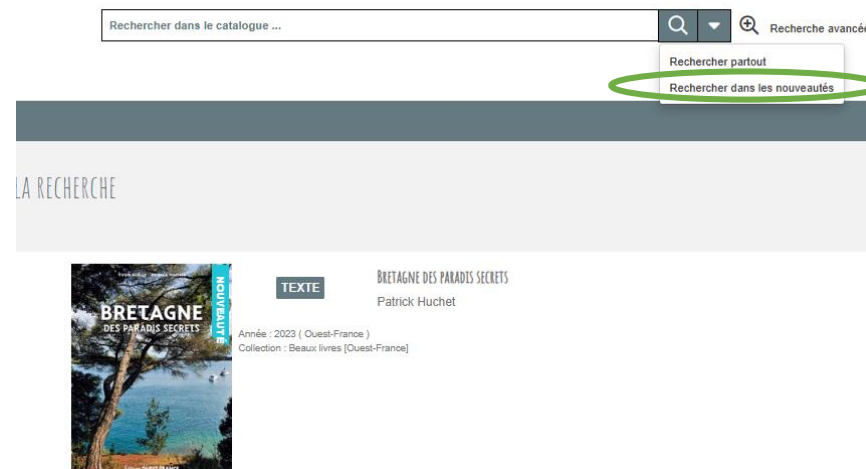 Rechercher dans le catalogue ...
Recherche avancée
Rechercher partout
Rechercher dans les nouveautés
LA RECHERCHE
NOUVEAUTÉ
BRETAGNE
DES PARADIS SECRETS
TEXTE
BRETAGNE DES PARADIS SECRETS
Patrick Huchet
Année : 2023 ( Ouest-France )
Collection : Beaux livres [Ouest-France]